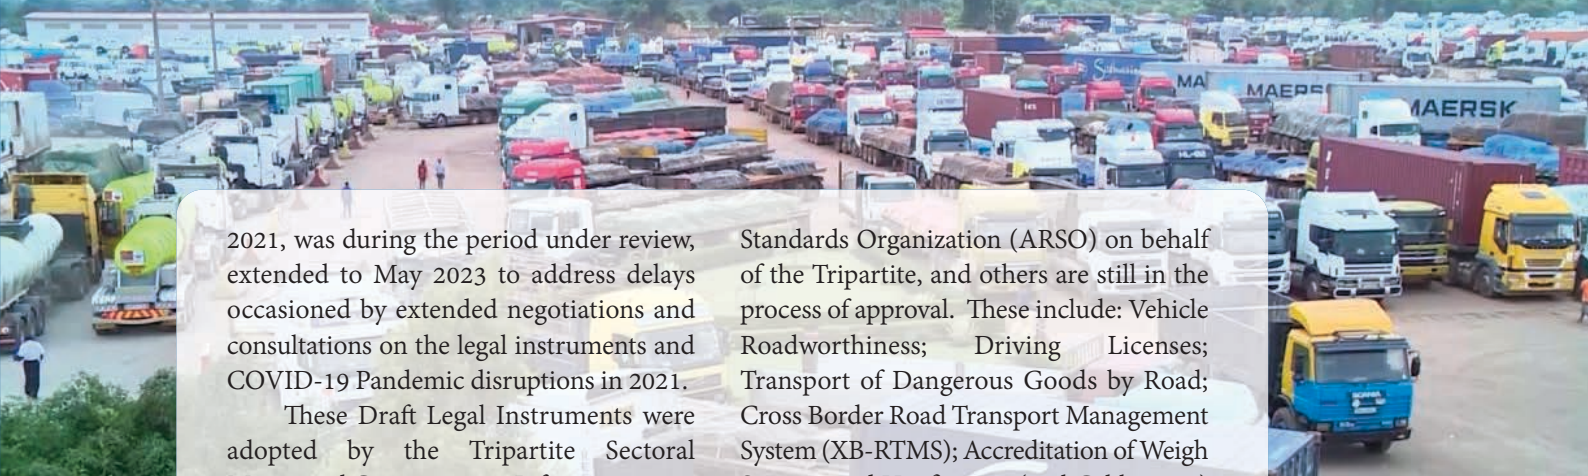 MAERSK
MAERSK
SCANIA
2021, was during the period under review,
extended to May 2023 to address delays
occasioned by extended negotiations and
consultations on the legal instruments and
COVID-19 Pandemic disruptions in 2021.
These Draft Legal Instruments were
adopted by the Tripartite Sectoral
Standards Organization (ARSO) on behalf
of the Tripartite, and others are still in the
process of approval. These include: Vehicle
Roadworthiness; Driving Licenses;
Transport of Dangerous Goods by Road;
Cross Border Road Transport Management
System (XB-RTMS); Accreditation of Weigh